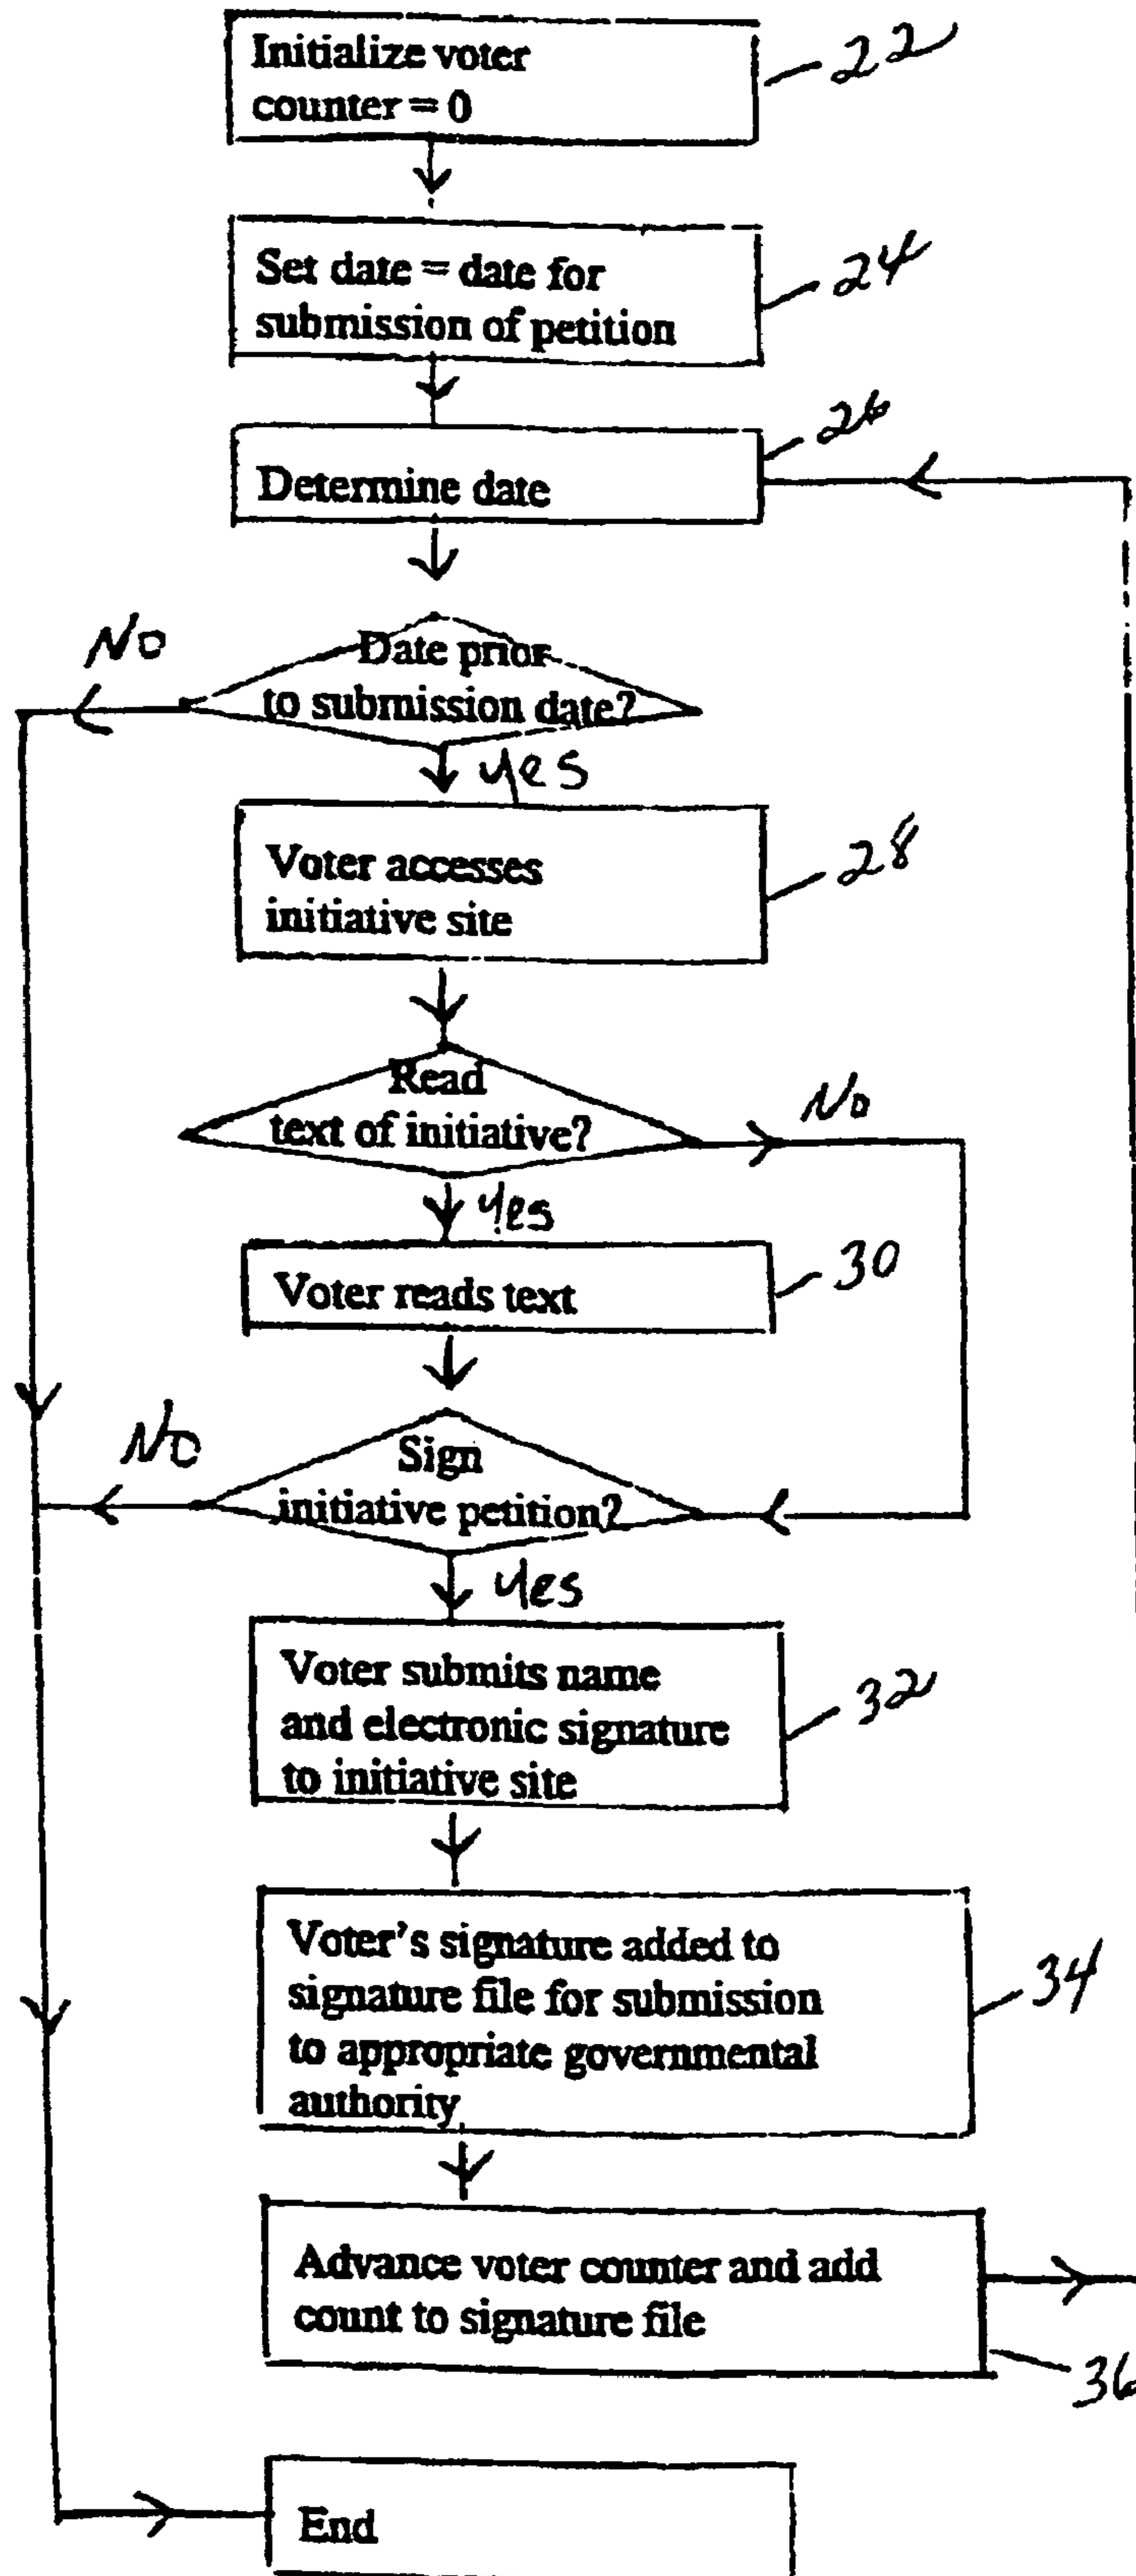 Initialize voter
counter = 0
22
Set date = date for
submission of petition
24
Determine date
26
Date prior
to submission date?
No
Yes
Voter accesses
initiative site
28
Read
text of initiative?
No
Yes
Voter reads text
30
Sign
initiative petition?
No
Yes
Voter submits name
and electronic signature
to initiative site
32
Voter's signature added to
signature file for submission
to appropriate governmental
authority
34
Advance voter counter and add
count to signature file
36
End